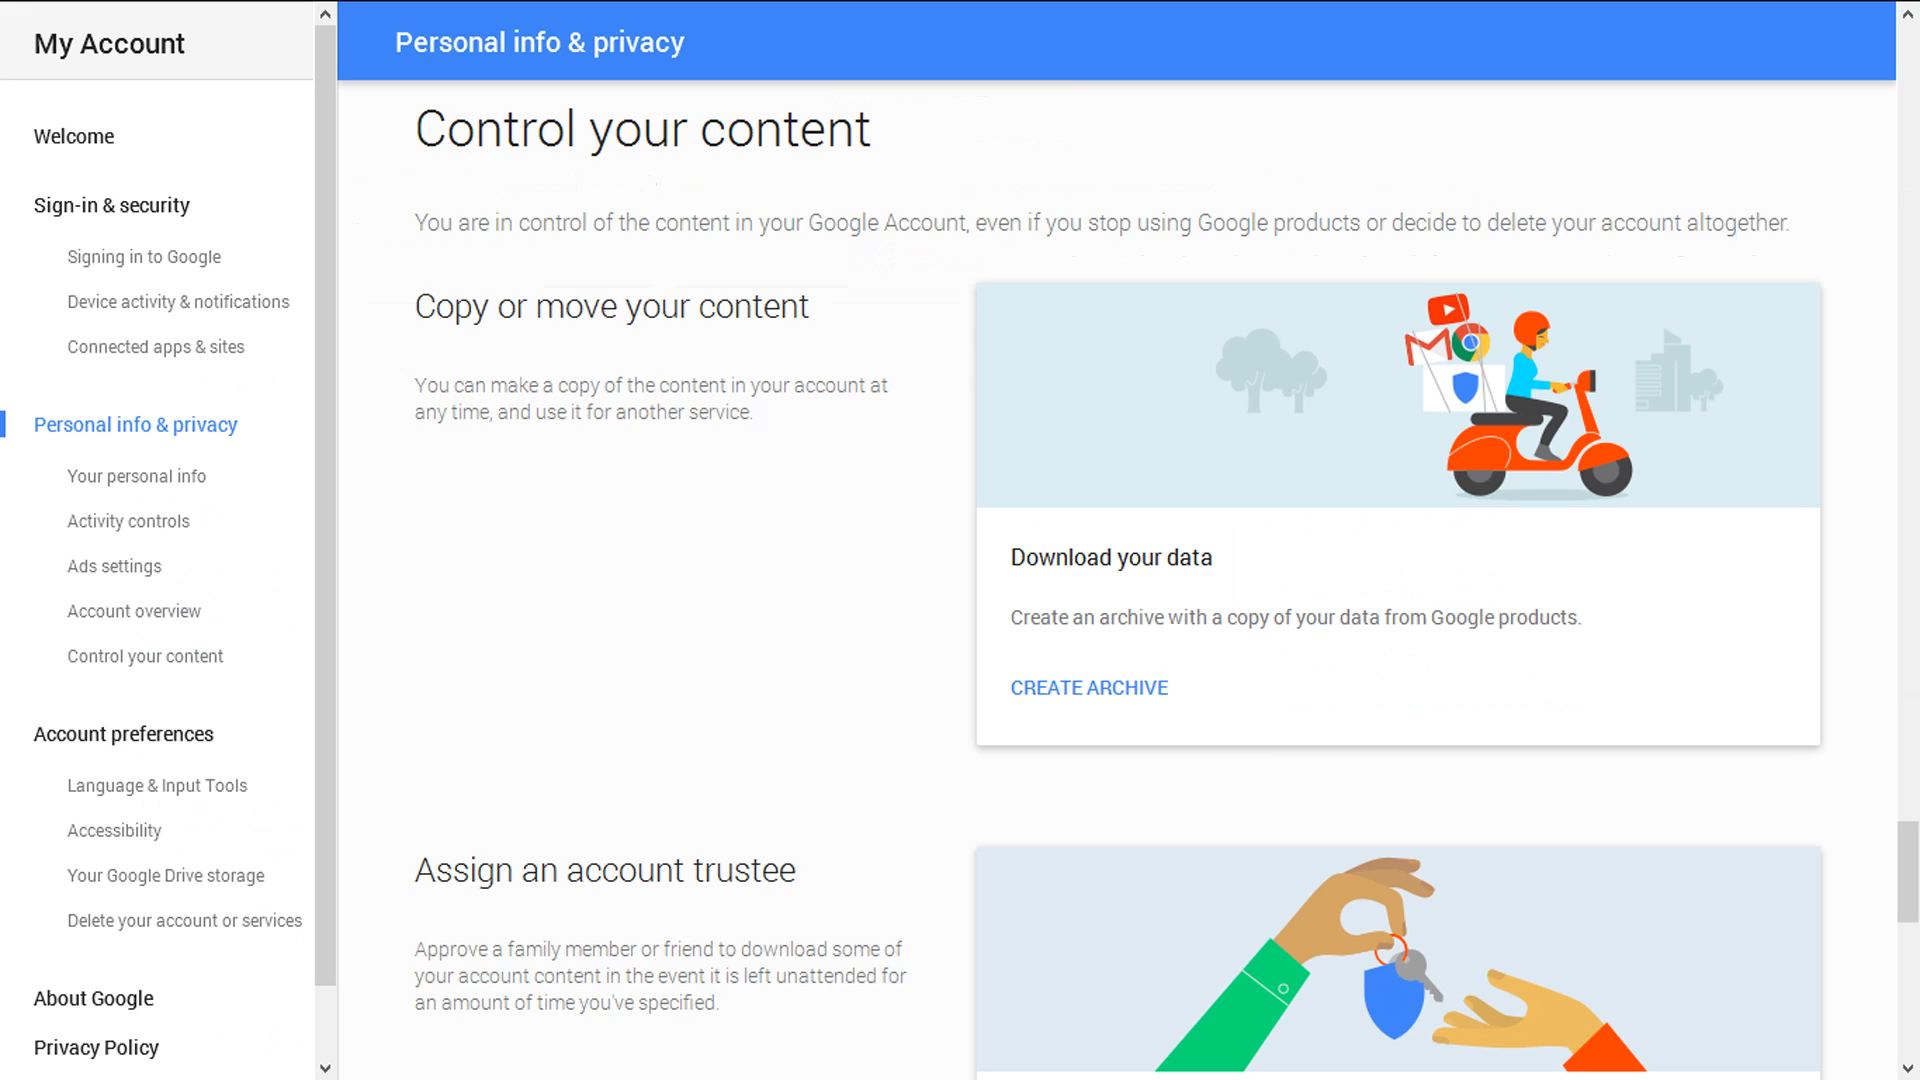 My Account
Welcome
Sign-in & security
Signing in to Google
Device activity & notifications
Connected apps & sites
Personal info & privacy
Your personal info
Activity controls
Ads settings
Account overview
Control your content
Account preferences
Language & Input Tools
Accessibility
Your Google Drive storage
Delete your account or services
About Google
Privacy Policy
Personal info & privacy
Control your content
You are in control of the content in your Google Account, even if you stop using Google products or decide to delete your account altogether.
Copy or move your content
You can make a copy of the content in your account at
any time, and use it for another service.
Download your data
Create an archive with a copy of your data from Google products.
CREATE ARCHIVE
Assign an account trustee
Approve a family member or friend to download some of
your account content in the event it is left unattended for
an amount of time you've specified.